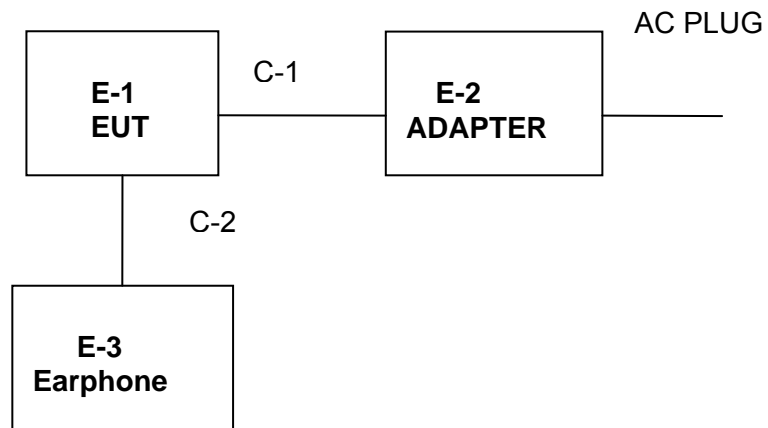 AC PLUG
C-1
E-1
EUT
E-2
ADAPTER
C-2
E-3
Earphone